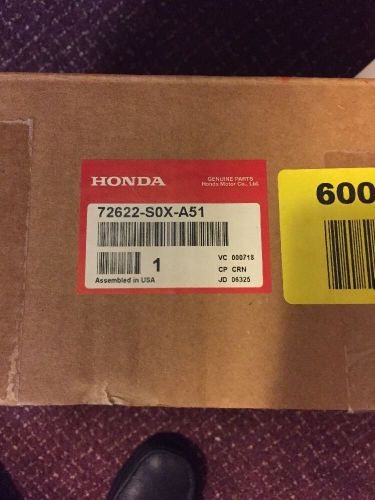 HONDA
GENUINE PARTS
Honda Motor Co., Ltd.
72622-S0X-A51
1
VC 000718
CP CRN
JD 06325
Assembled in USA
600